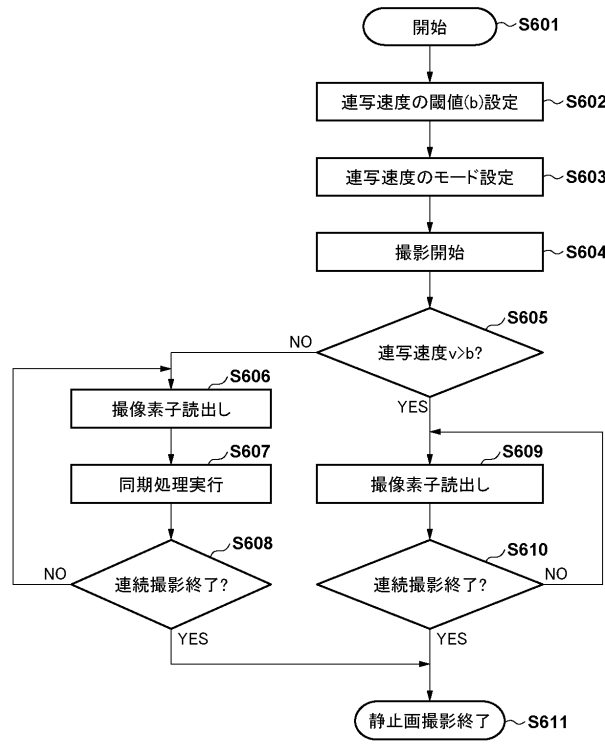 開始
S601
連写速度の閾値(b)設定
S602
連写速度のモード設定
S603
撮影開始
S604
連写速度v>b?
S605
NO
YES
撮像素子読出し
S606
同期処理実行
S607
連続撮影終了?
S608
NO
YES
撮像素子読出し
S609
連続撮影終了?
S610
NO
YES
静止画撮影終了
S611